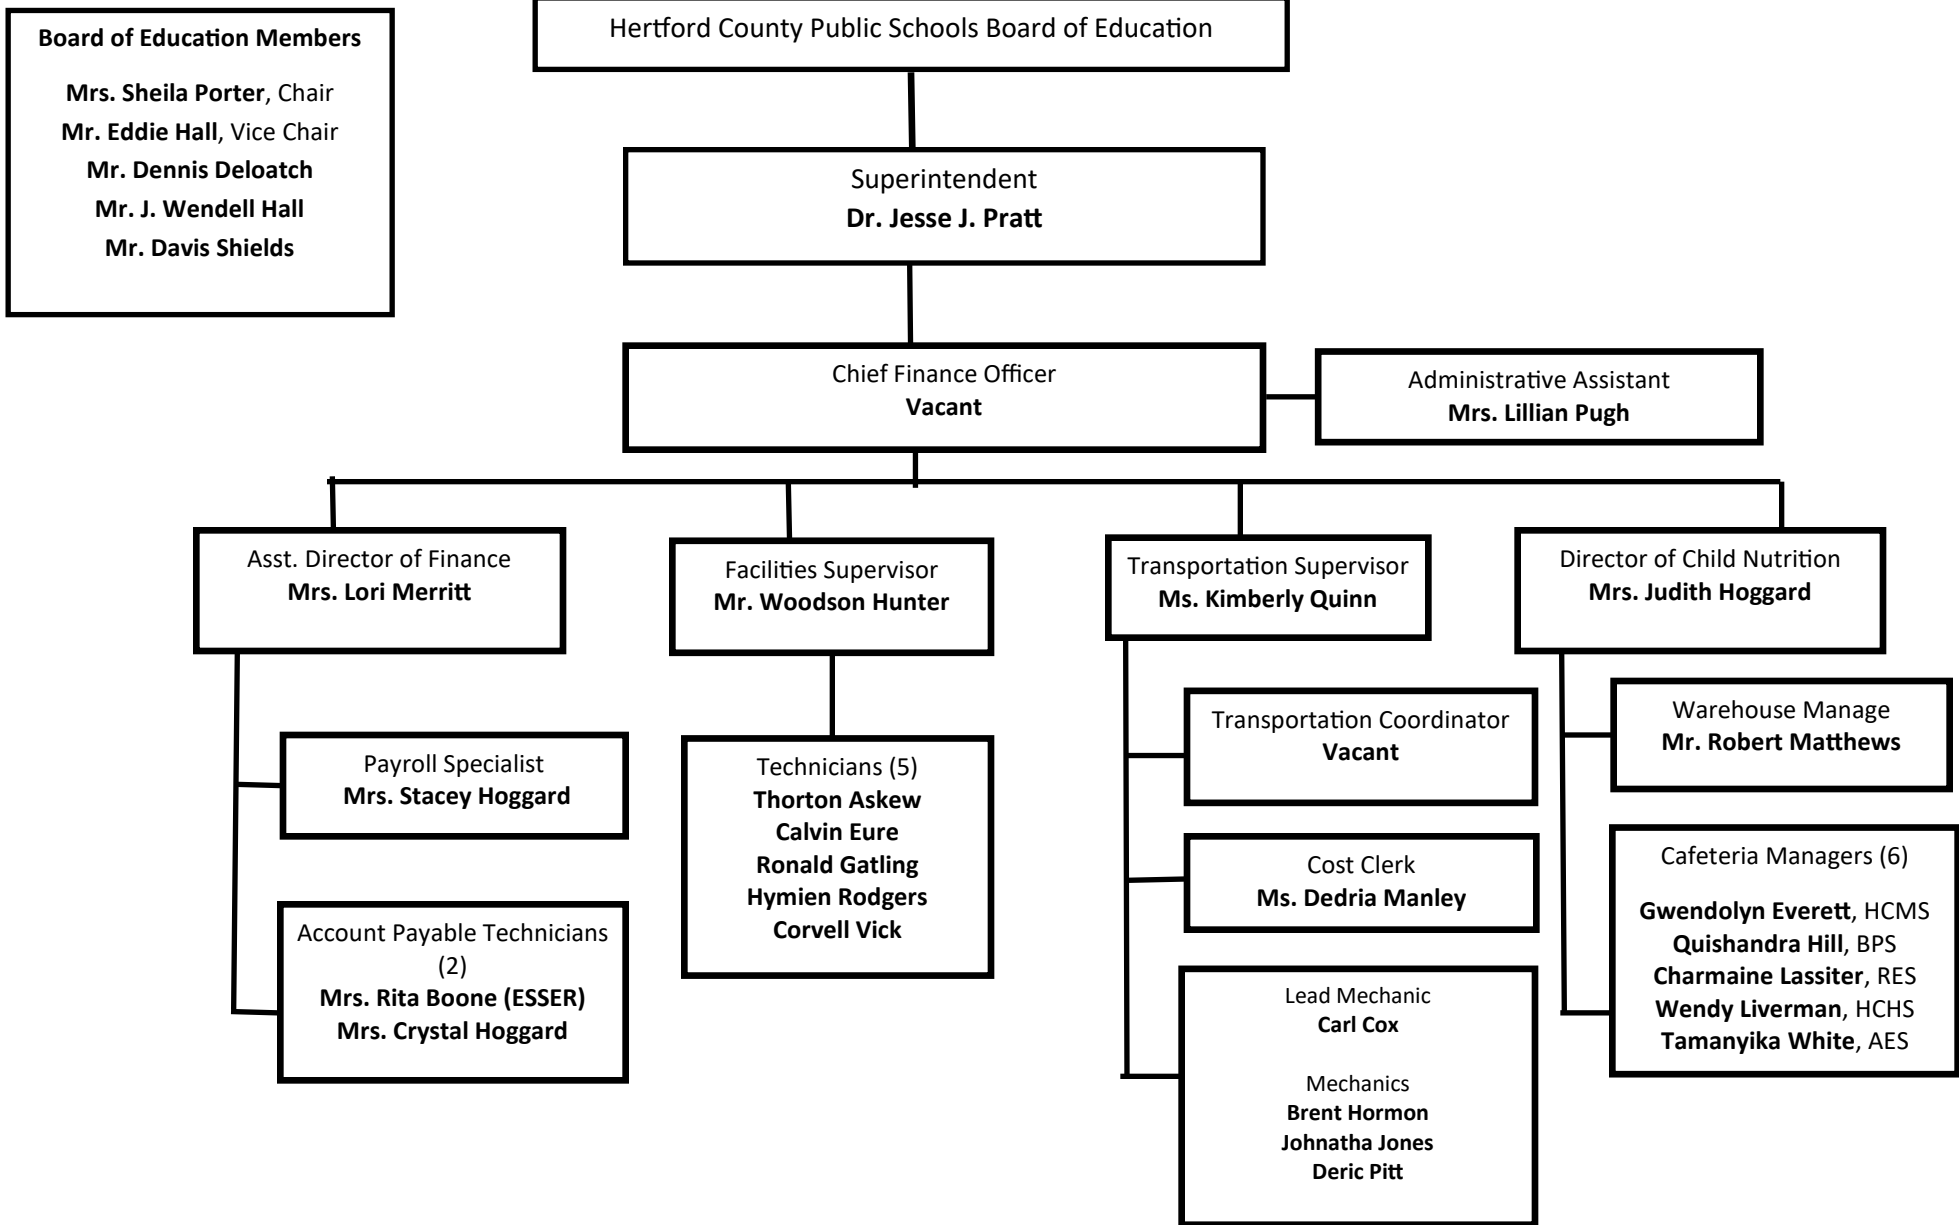 Board of Education Members
Mrs. Sheila Porter, Chair
Mr. Eddie Hall, Vice Chair
Mr. Dennis Deloatch
Mr. J. Wendell Hall
Mr. Davis Shields
Hertford County Public Schools Board of Education
Superintendent
Dr. Jesse J. Pratt
Chief Finance Officer
Vacant
Administrative Assistant
Mrs. Lillian Pugh
Asst. Director of Finance
Mrs. Lori Merritt
Payroll Specialist
Mrs. Stacey Hoggard
Account Payable Technicians
(2)
Mrs. Rita Boone (ESSER)
Mrs. Crystal Hoggard
Facilities Supervisor
Mr. Woodson Hunter
Technicians (5)
Thorton Askew
Calvin Eure
Ronald Gatling
Hymien Rodgers
Corvell Vick
Transportation Supervisor
Ms. Kimberly Quinn
Transportation Coordinator
Vacant
Cost Clerk
Ms. Dedria Manley
Lead Mechanic
Carl Cox
Mechanics
Brent Hormon
Johnatha Jones
Deric Pitt
Director of Child Nutrition
Mrs. Judith Hoggard
Warehouse Manage
Mr. Robert Matthews
Cafeteria Managers (6)
Gwendolyn Everett, HCMS
Quishandra Hill, BPS
Charmaine Lassiter, RES
Wendy Liverman, HCHS
Tamanyika White, AES